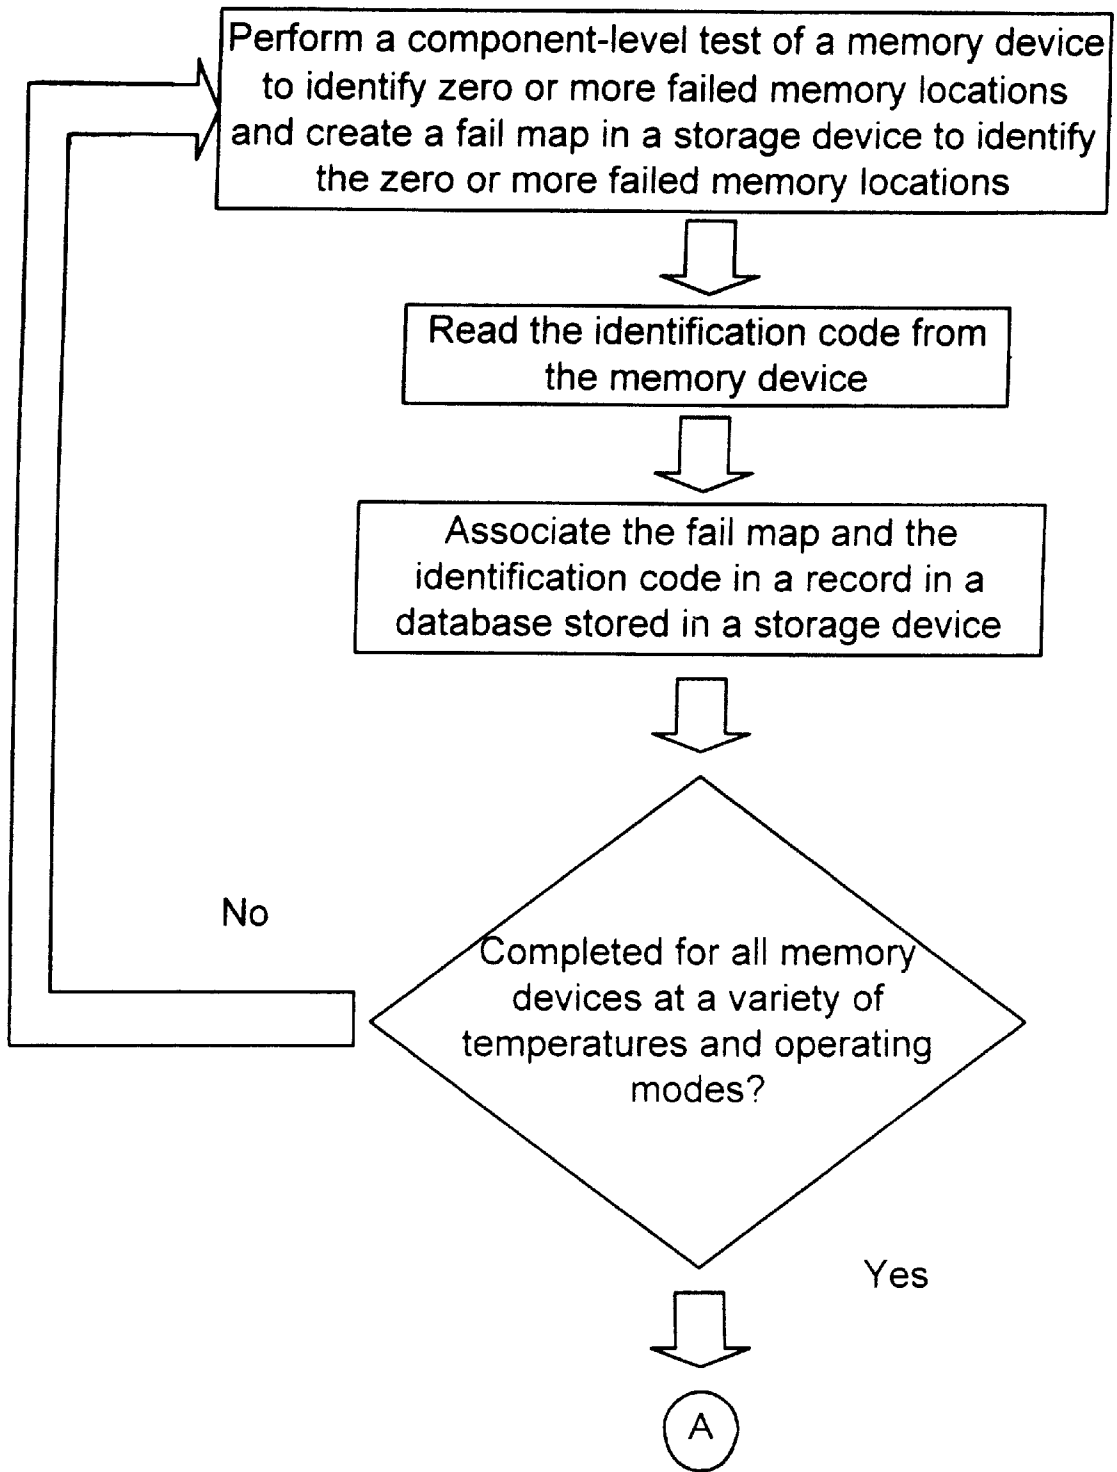 Perform a component-level test of a memory device
to identify zero or more failed memory locations
and create a fail map in a storage device to identify
the zero or more failed memory locations
Read the identification code from
the memory device
Associate the fail map and the
identification code in a record in a
database stored in a storage device
No
Completed for all memory
devices at a variety of
temperatures and operating
modes?
Yes
A